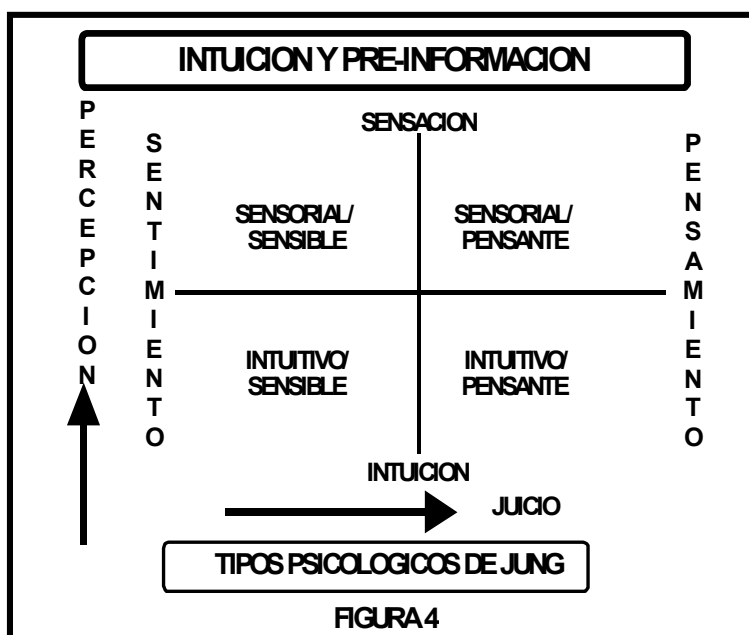 INTUICION Y PRE-INFORMACION
PERCEPCION
SENTIMIENTO
SENSACION
PENSAMIENTO
SENSORIAL/
SENSIBLE
SENSORIAL/
PENSANTE
INTUITIVO/
SENSIBLE
INTUITIVO/
PENSANTE
INTUICION
JUICIO
TIPOS PSICOLOGICOS DE JUNG
FIGURA 4